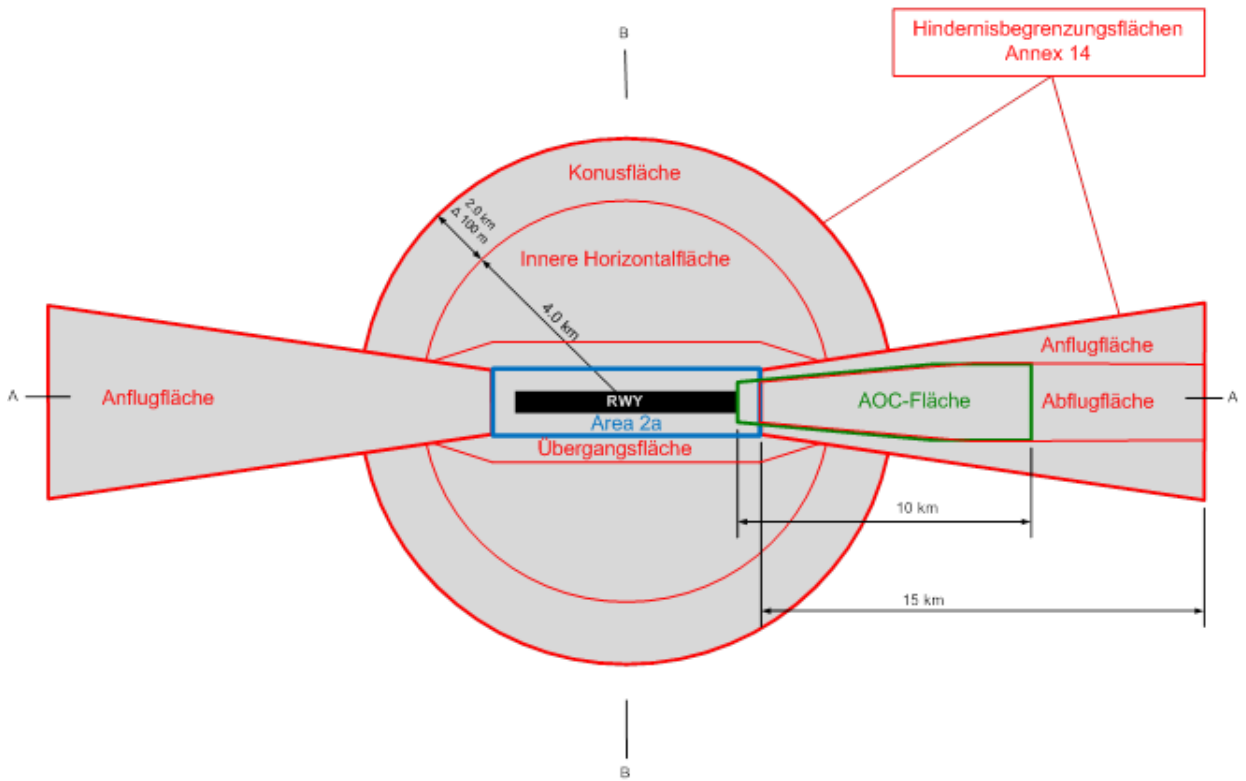 B
Hindernisbegrenzungsflächen
Annex 14
Konusfläche
2.0 km
Δ 100 m
Innere Horizontalfläche
4.0 km
Anflugfläche
A
Anflugfläche
RWY
AOC-Fläche
Abflugfläche
A
Area 2a
Übergangsfläche
10 km
15 km
B